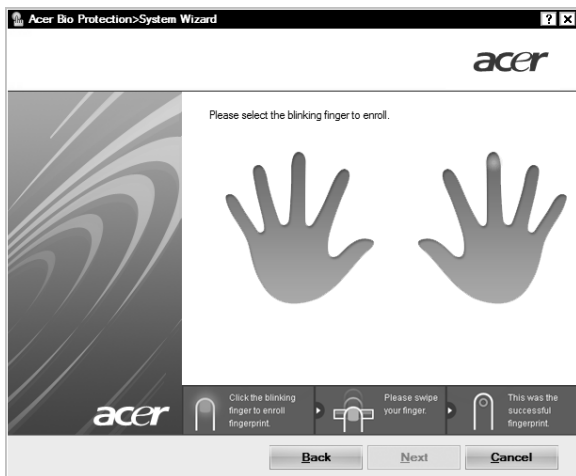 Acer Bio Protection>System Wizard
acer
Please select the blinking finger to enroll.
acer
Click the blinking
finger to enroll
fingerprint.
Please swipe
your finger.
This was the
successful
fingerprint.
Back
Next
Cancel